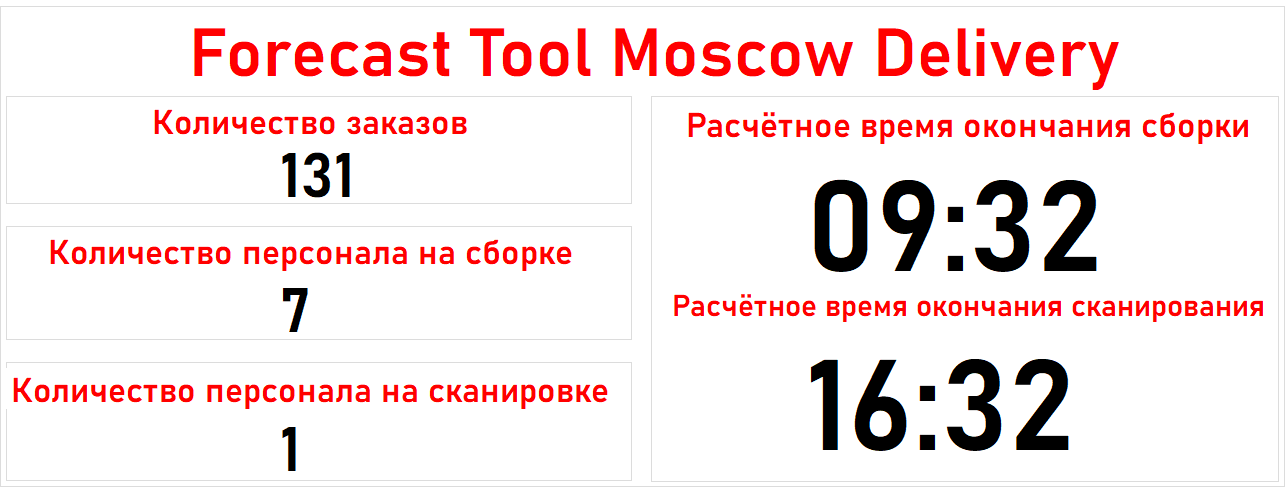 Forecast Tool Moscow Delivery
Количество заказов
131
Количество персонала на сборке
7
Количество персонала на сканировке
1
Расчётное время окончания сборки
09:32
Расчётное время окончания сканирования
16:32